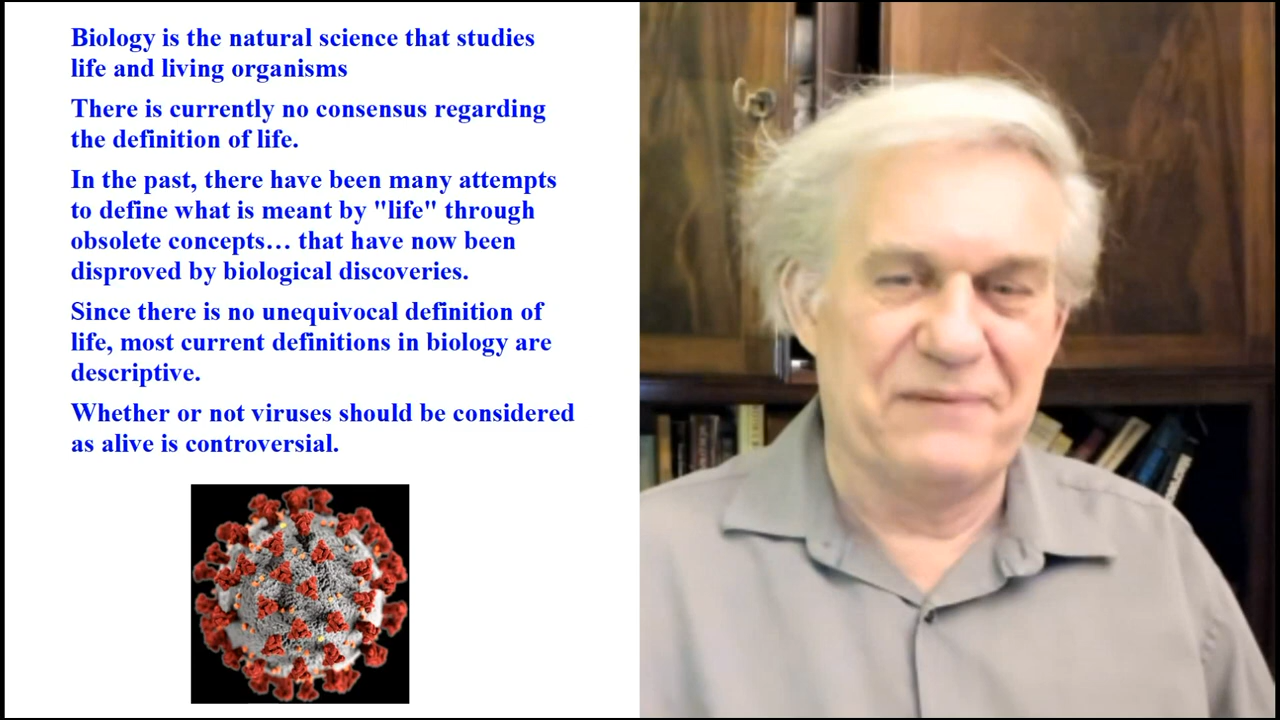 Biology is the natural science that studies
life and living organisms
There is currently no consensus regarding
the definition of life.
In the past, there have been many attempts
to define what is meant by "life" through
obsolete concepts… that have now been
disproved by biological discoveries.
Since there is no unequivocal definition of
life, most current definitions in biology are
descriptive.
Whether or not viruses should be considered
as alive is controversial.